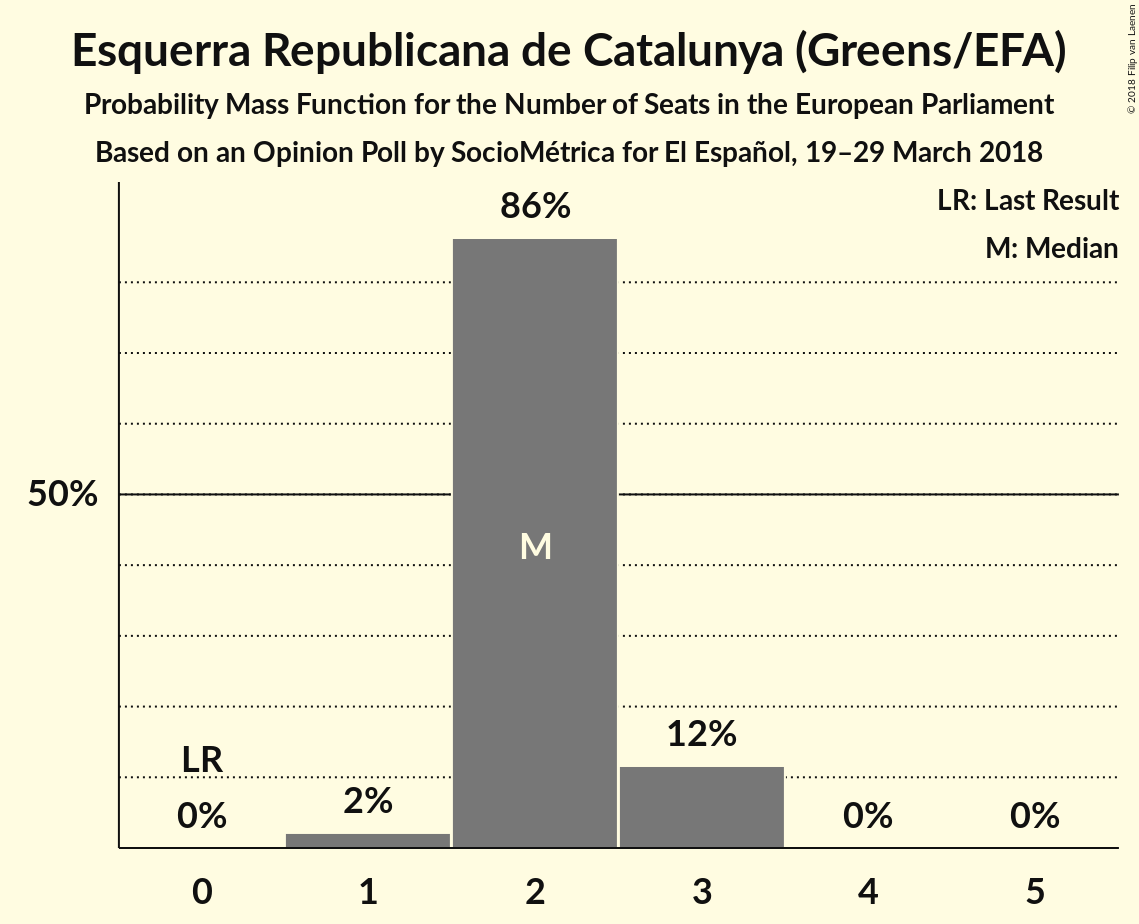 Esquerra Republicana de Catalunya (Greens/EFA)
Probability Mass Function for the Number of Seats in the European Parliament
Based on an Opinion Poll by SocioMétrica for El Español, 19–29 March 2018
© 2018 Filip van Laenen
LR: Last Result
M: Median
86%
50%
M
12%
LR
2%
0%
0%
0%
0 1 2 3 4 5